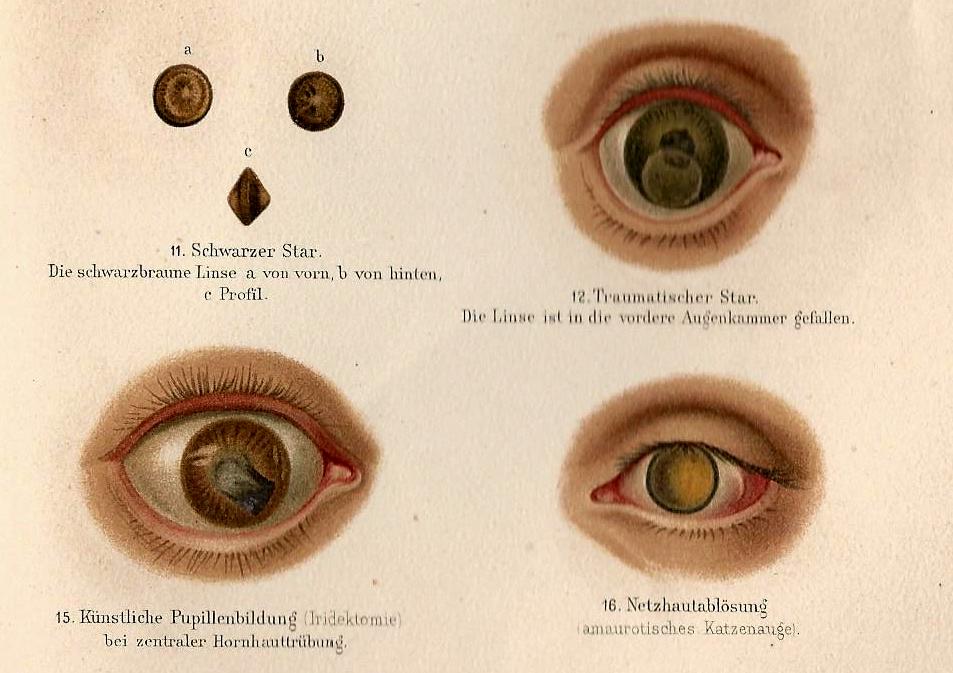 a
b
c
11. Schwarzer Star.
Die schwarzbraune Linse a von vorn, b von hinten,
c Profil.
12. Traumatischer Star.
Die Linse ist in die vordere Augenkammer gefallen.
15. Künstliche Pupillenbildung (Iridektomie)
bei zentraler Hornhauttrübung.
16. Netzhautablösung
(amaurotisches Katzenauge).